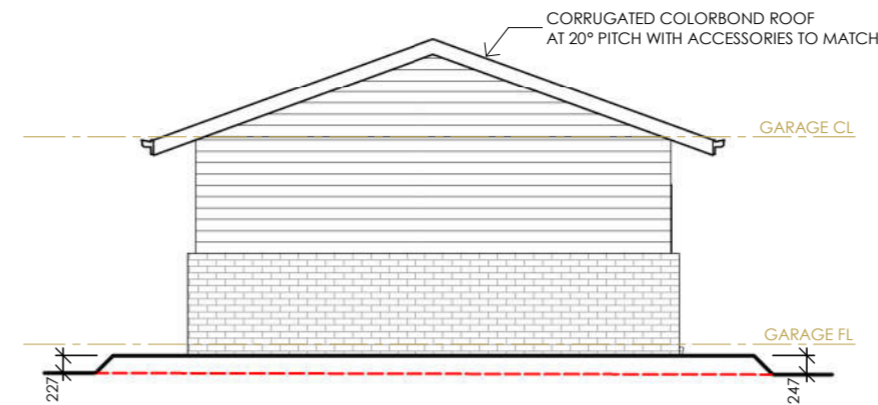 CORRUGATED COLORBOND ROOF
AT 20° PITCH WITH ACCESSORIES TO MATCH
GARAGE CL
GARAGE FL
227
247